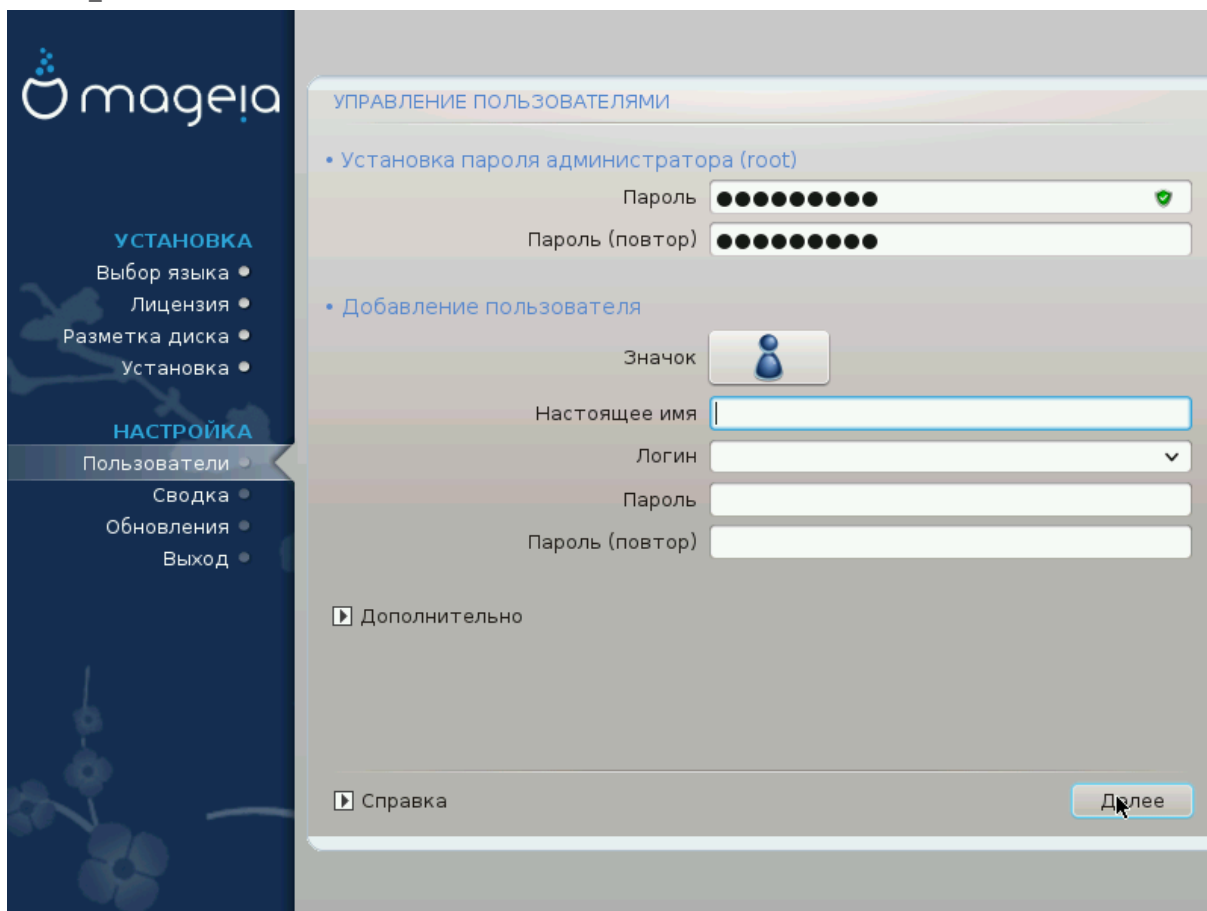 mageia
УСТАНОВКА
Выбор языка
Лицензия
Разметка диска
Установка
НАСТРОЙКА
Пользователи
Сводка
Обновления
Выход
УПРАВЛЕНИЕ ПОЛЬЗОВАТЕЛЯМИ
• Установка пароля администратора (root)
Пароль
Пароль (повтор)
• Добавление пользователя
Значок
Настоящее имя
Логин
Пароль
Пароль (повтор)
Дополнительно
Справка
Далее